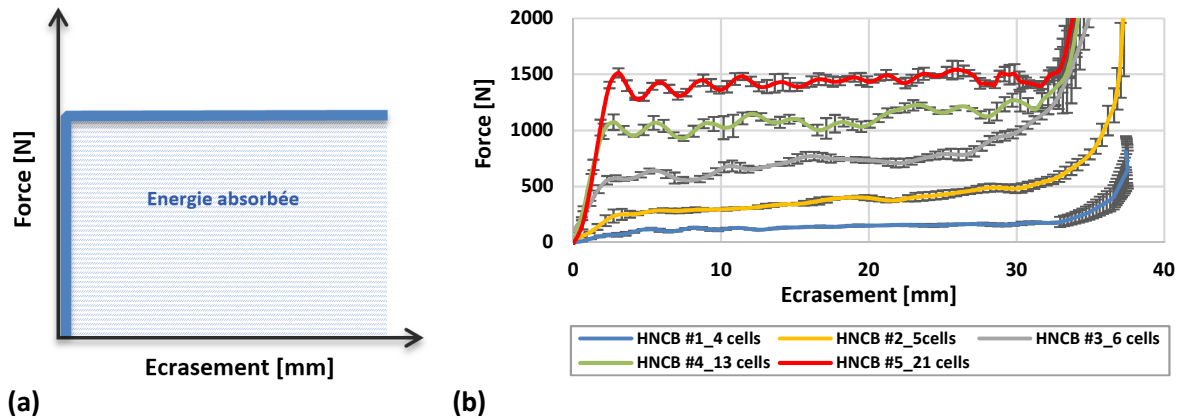 Force [N]
Energie absorbée
Ecrasement [mm]
(a)
(b)
Force [N]
2000
1500
1000
500
0
0 10 20 30 40
Ecrasement [mm]
HNCB #1_4 cells HNCB #2_5cells HNCB #3_6 cells
HNCB #4_13 cells HNCB #5_21 cells